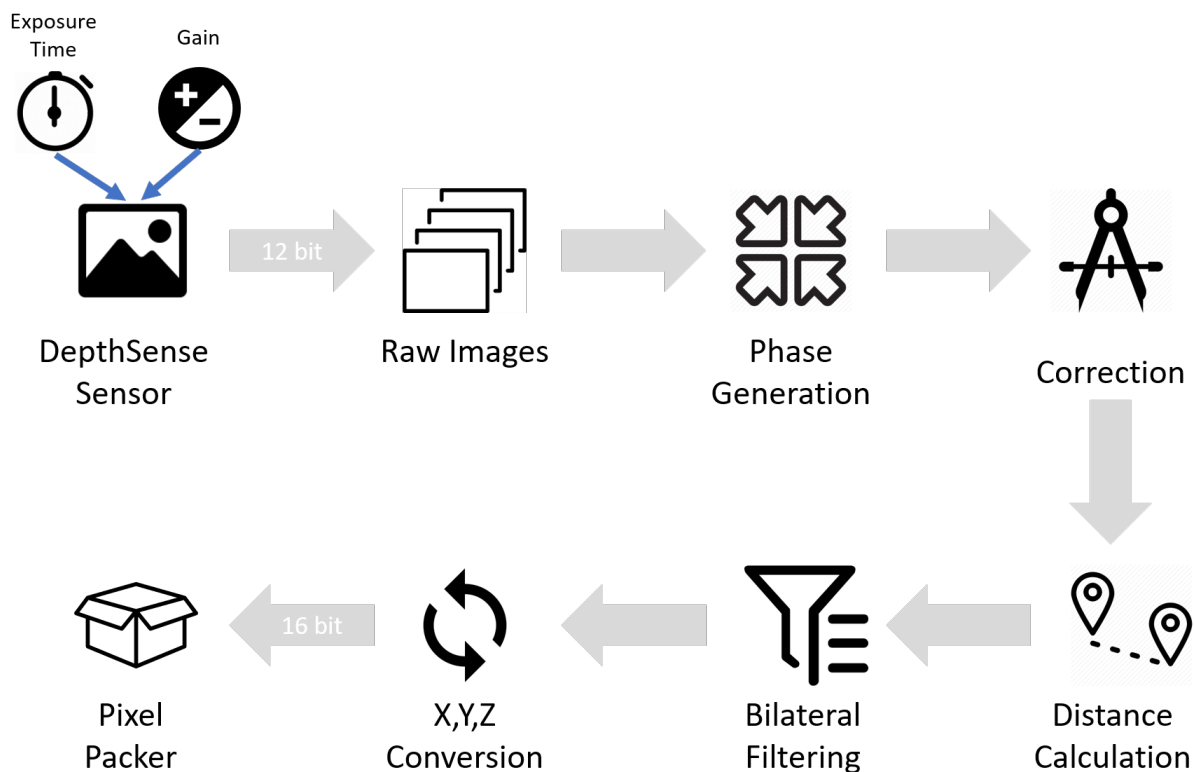 Exposure
Time
Gain
12 bit
DepthSense
Sensor
Raw Images
Phase
Generation
Correction
16 bit
Pixel
Packer
X,Y,Z
Conversion
Bilateral
Filtering
Distance
Calculation